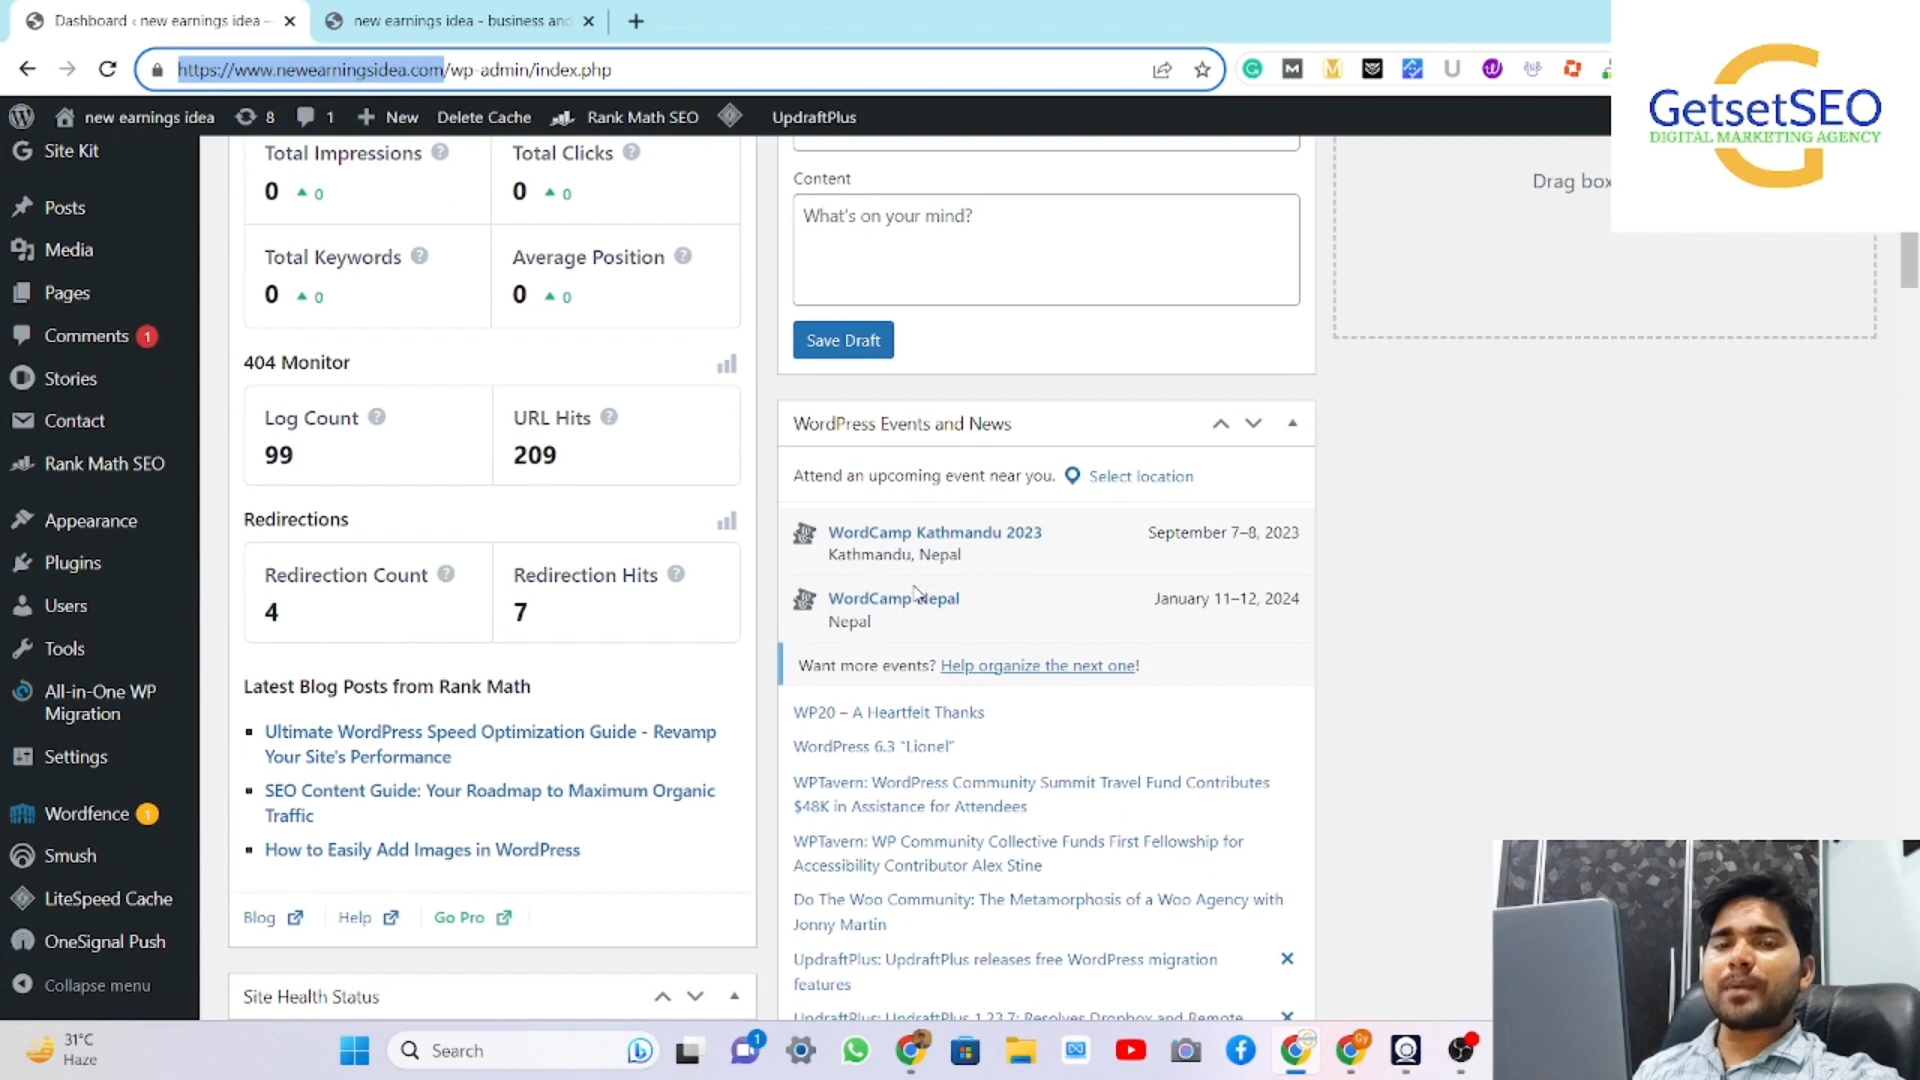 Dashboard ‹ new earnings idea –
new earnings idea - business and
https://www.newearningsidea.com/wp-admin/index.php
GetsetSEO
DIGITAL MARKETING AGENCY
new earnings idea
8
1
New
Delete Cache
Rank Math SEO
UpdraftPlus
Site Kit
Posts
Media
Pages
Comments 1
Stories
Contact
Rank Math SEO
Appearance
Plugins
Users
Tools
All-in-One WP
Migration
Settings
Wordfence 1
Smush
LiteSpeed Cache
OneSignal Push
Collapse menu
Total Impressions
0 0
Total Clicks
0 0
Total Keywords
0 0
Average Position
0 0
404 Monitor
Log Count
99
URL Hits
209
Redirections
Redirection Count
4
Redirection Hits
7
Latest Blog Posts from Rank Math
Ultimate WordPress Speed Optimization Guide - Revamp
Your Site's Performance
SEO Content Guide: Your Roadmap to Maximum Organic
Traffic
How to Easily Add Images in WordPress
Blog
Help
Go Pro
Site Health Status
Content
What's on your mind?
Save Draft
WordPress Events and News
Attend an upcoming event near you. Select location
WordCamp Kathmandu 2023
September 7–8, 2023
Kathmandu, Nepal
WordCamp Nepal
January 11–12, 2024
Nepal
Want more events? Help organize the next one!
WP20 – A Heartfelt Thanks
WordPress 6.3 “Lionel”
WPTavern: WordPress Community Summit Travel Fund Contributes
$48K in Assistance for Attendees
WPTavern: WP Community Collective Funds First Fellowship for
Accessibility Contributor Alex Stine
Do The Woo Community: The Metamorphosis of a Woo Agency with
Jonny Martin
UpdraftPlus: UpdraftPlus releases free WordPress migration
features
UpdraftPlus: UpdraftPlus 1.23.7: Resolves Dropbox and Remote
Drag box
31°C
Haze
Search
1
Gy